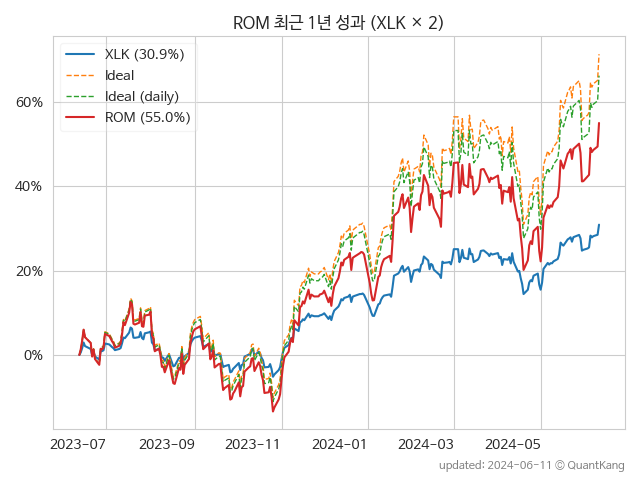 ROM 최근 1년 성과 (XLK × 2)
XLK (30.9%)
Ideal
Ideal (daily)
ROM (55.0%)
60%
40%
20%
0%
2023-07
2023-09
2023-11
2024-01
2024-03
2024-05
updated: 2024-06-11 © QuantKang